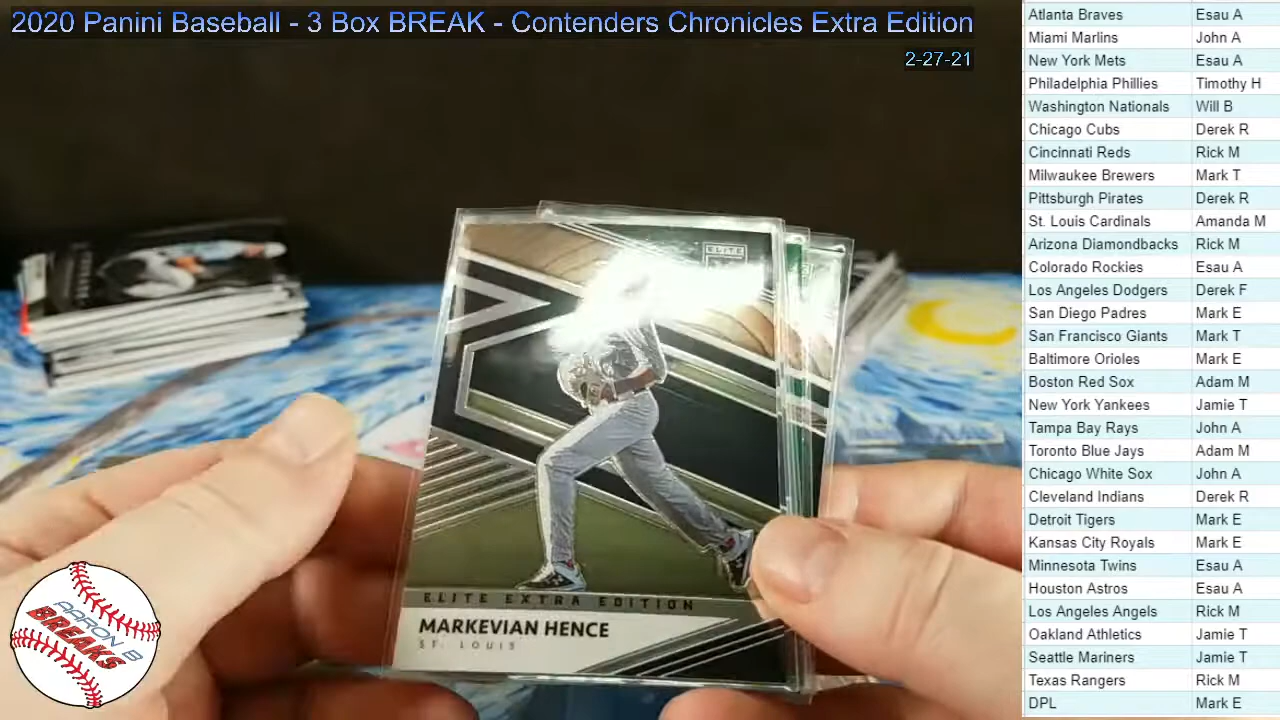 2020 Panini Baseball - 3 Box BREAK - Contenders Chronicles Extra Edition
2-27-21
Atlanta Braves Esau A
Miami Marlins John A
New York Mets Esau A
Philadelphia Phillies Timothy H
Washington Nationals Will B
Chicago Cubs Derek R
Cincinnati Reds Rick M
Milwaukee Brewers Mark T
Pittsburgh Pirates Derek R
St. Louis Cardinals Amanda M
Arizona Diamondbacks Rick M
Colorado Rockies Esau A
Los Angeles Dodgers Derek F
San Diego Padres Mark E
San Francisco Giants Mark T
Baltimore Orioles Mark E
Boston Red Sox Adam M
New York Yankees Jamie T
Tampa Bay Rays John A
Toronto Blue Jays Adam M
Chicago White Sox John A
Cleveland Indians Derek R
Detroit Tigers Mark E
Kansas City Royals Mark E
Minnesota Twins Esau A
Houston Astros Esau A
Los Angeles Angels Rick M
Oakland Athletics Jamie T
Seattle Mariners Jamie T
Texas Rangers Rick M
DPL Mark E
ELITE
ELITE EXTRA EDITION
MARKEVIAN HENCE
ST. LOUIS
AARON B
BREAKS